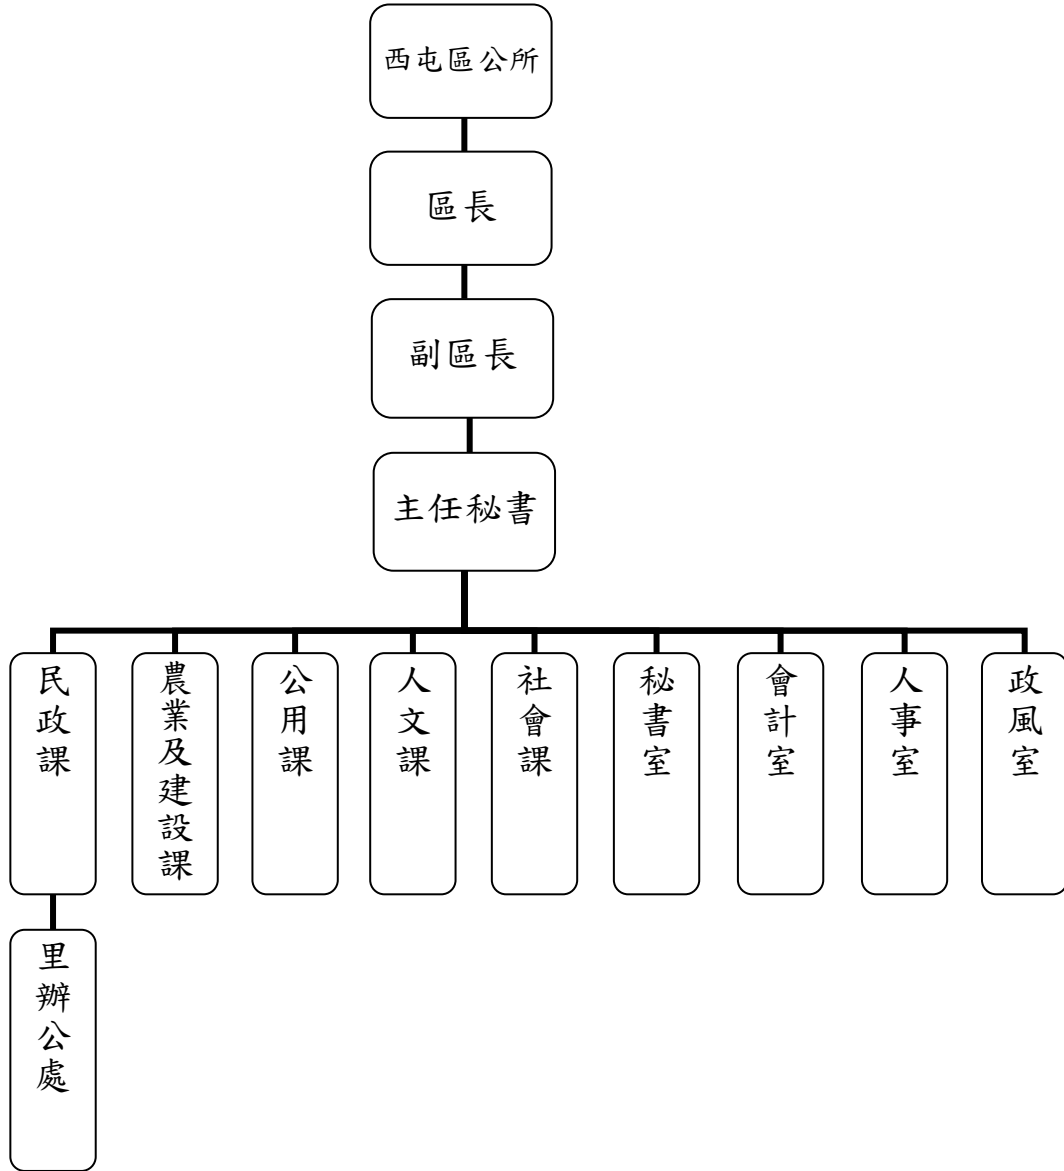 西屯區公所
區長
副區長
主任秘書
民政課
農業及建設課
公用課
人文課
社會課
秘書室
會計室
人事室
政風室
里辦公處